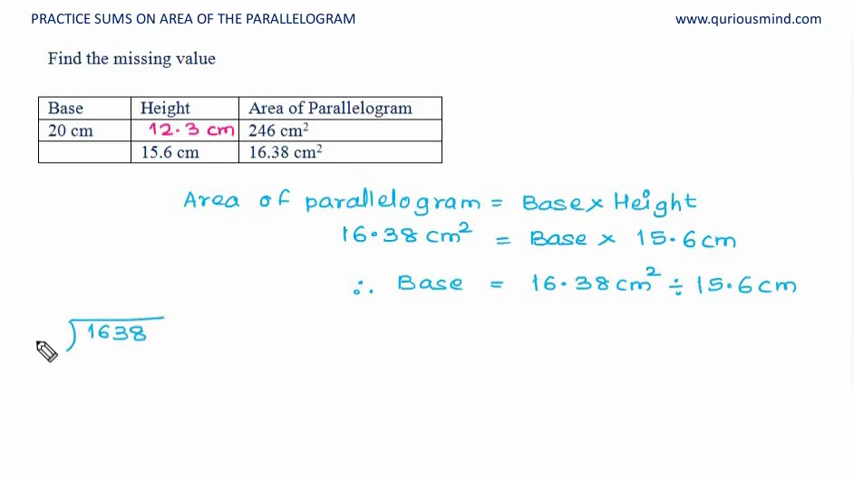 PRACTICE SUMS ON AREA OF THE PARALLELOGRAM www.quriousmind.com
Find the missing value
Base Height Area of Parallelogram
20 cm 12.3 cm 246 cm²
15.6 cm 16.38 cm²
Area of parallelogram = Base x Height
16.38 cm² = Base x 15.6 cm
∴ Base = 16.38 cm² ÷ 15.6 cm
1638